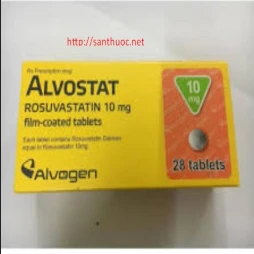 http://santhuoc.net
Rx Prescription drug
ALVOSTAT
ROSUVASTATIN 10 mg
film-coated tablets
Each tablet contains Rosuvastatin Calcium
equal to Rosuvastatin 10mg.
10
mg
28 tablets
Alvogen